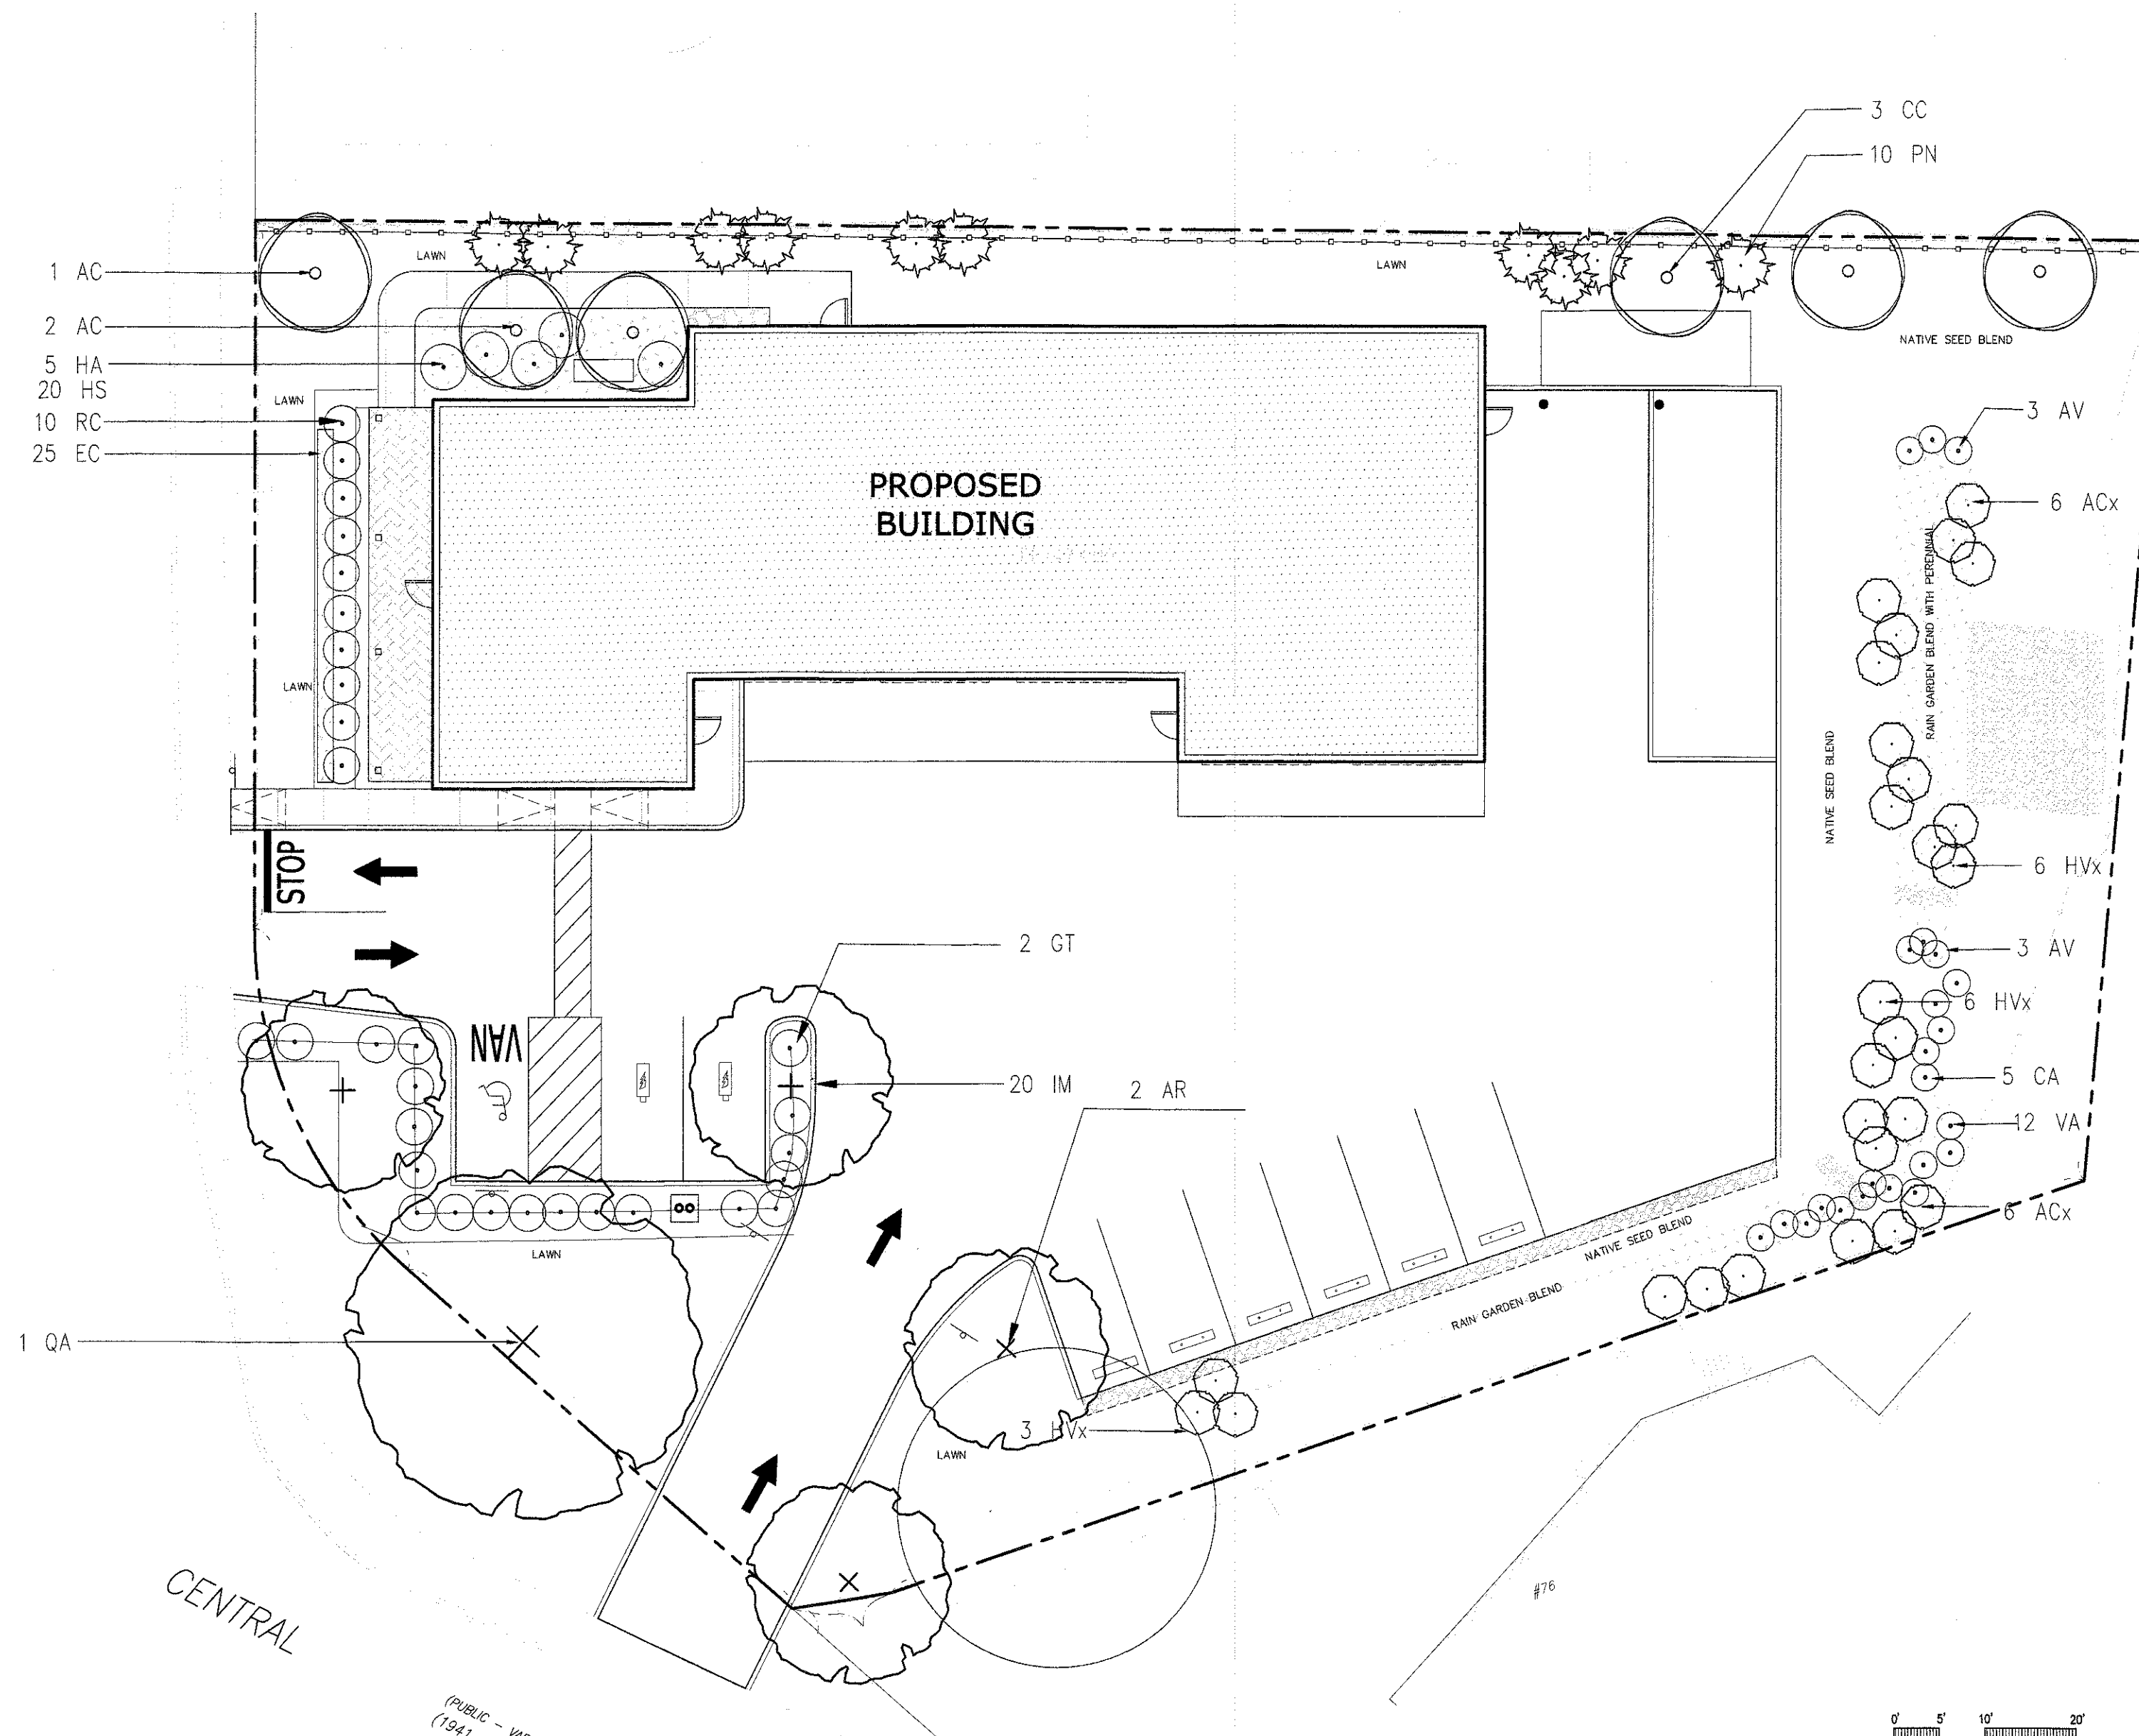 3 CC
10 PN
1 AC
LAWN
LAWN
2 AC
NATIVE SEED BLEND
5 HA
20 HS
LAWN
10 RC
25 EC
3 AV
PROPOSED
BUILDING
6 ACx
RAIN GARDEN BLEND WITH PERENNIAL
LAWN
NATIVE SEED BLEND
STOP
6 HVx
2 GT
3 AV
6 HVx
VAN
20 IM
2 AR
5 CA
12 VA
6 ACx
LAWN
NATIVE SEED BLEND
RAIN GARDEN BLEND
1 QA
3 HVx
LAWN
#76
CENTRAL
(PUBLIC -
(1941
0' 5' 10' 20'